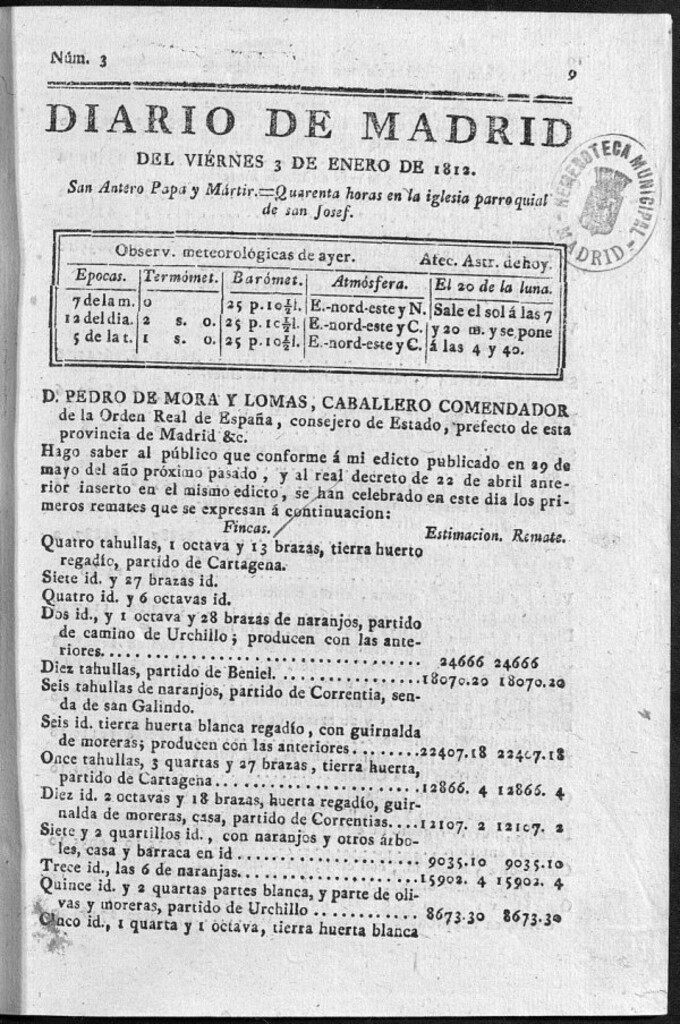 Núm. 3
9
DIARIO DE MADRID
DEL VIÉRNES 3 DE ENERO DE 1812.
San Antero Papa y Mártir.=Quarenta horas en la iglesia parroquial
de san Josef.
HEMEROTECA MUNICIPAL
MADRID
Observ. meteorológicas de ayer. Afec. Astr. de hoy.
Epocas. Termómet. Barómet. Atmósfera. El 20 de la luna.
7 de la m. 0 25 p. 10½ l. E.-nord-este y N. Sale el sol á las 7
12 del dia. 2 s. 0. 25 p. 10½ l. E.-nord-este y C. y 20 m. y se pone
5 de la t. 1 s. 0. 25 p. 10½ l. E.-nord-este y C. á las 4 y 40.
D. PEDRO DE MORA Y LOMAS, CABALLERO COMENDADOR
de la Orden Real de España, consejero de Estado, prefecto de esta
provincia de Madrid &c.
Hago saber al público que conforme á mi edicto publicado en 29 de
mayo del año próximo pasado, y al real decreto de 22 de abril ante-
rior inserto en el mismo edicto, se han celebrado en este dia los pri-
meros remates que se expresan á continuacion:
Fincas. Estimacion. Remate.
Quatro tahullas, 1 octava y 13 brazas, tierra huerto
regadío, partido de Cartagena.
Siete id. y 27 brazas id.
Quatro id. y 6 octavas id.
Dos id., y 1 octava y 28 brazas de naranjos, partido
de camino de Urchillo; producen con las ante-
riores. . . . . . . . . . . . . . . . . . . . . . . . . . . . 24666 24666
Diez tahullas, partido de Beniel. . . . . . . . . . . . . . 18070.20 18070.20
Seis tahullas de naranjos, partido de Correntia, sen-
da de san Galindo.
Seis id. tierra huerta blanca regadío, con guirnalda
de moreras; producen con las anteriores . . . . . . . . 22407.18 22407.18
Once tahullas, 3 quartas y 27 brazas, tierra huerta,
partido de Cartagena . . . . . . . . . . . . . . . . . . . . 12866. 4 12866. 4
Diez id. 2 octavas y 18 brazas, huerta regadío, guir-
nalda de moreras, casa, partido de Correntias. . . . 12107. 2 12107. 2
Siete y 2 quartillos id., con naranjos y otros árbo-
les, casa y barraca en id . . . . . . . . . . . . . . . . . 9035.10 9035.10
Trece id., las 6 de naranjas. . . . . . . . . . . . . . . . . 15902. 4 15902. 4
Quince id. y 2 quartas partes blanca, y parte de oli-
vas y moreras, partido de Urchillo . . . . . . . . . . 8673.30 8673.30
Cinco id., 1 quarta y 1 octava, tierra huerta blanca